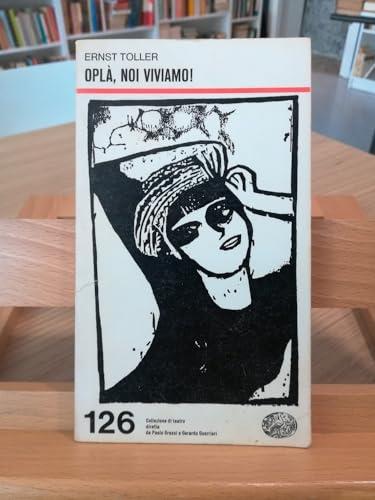 ERNST TOLLER
OPLÀ, NOI VIVIAMO!
126
Collezione di teatro
diretta
da Paolo Grassi e Gerardo Guerrieri